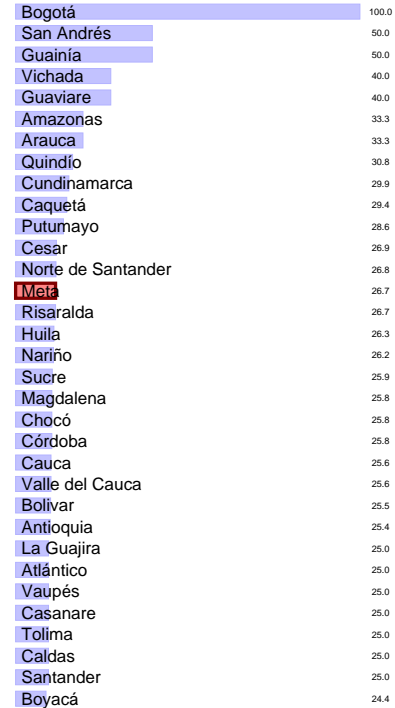 Bogotá 100.0
San Andrés 50.0
Guainía 50.0
Vichada 40.0
Guaviare 40.0
Amazonas 33.3
Arauca 33.3
Quindío 30.8
Cundinamarca 29.9
Caquetá 29.4
Putumayo 28.6
Cesar 26.9
Norte de Santander 26.8
Meta 26.7
Risaralda 26.7
Huila 26.3
Nariño 26.2
Sucre 25.9
Magdalena 25.8
Chocó 25.8
Córdoba 25.8
Cauca 25.6
Valle del Cauca 25.6
Bolivar 25.5
Antioquia 25.4
La Guajira 25.0
Atlántico 25.0
Vaupés 25.0
Casanare 25.0
Tolima 25.0
Caldas 25.0
Santander 25.0
Boyacá 24.4